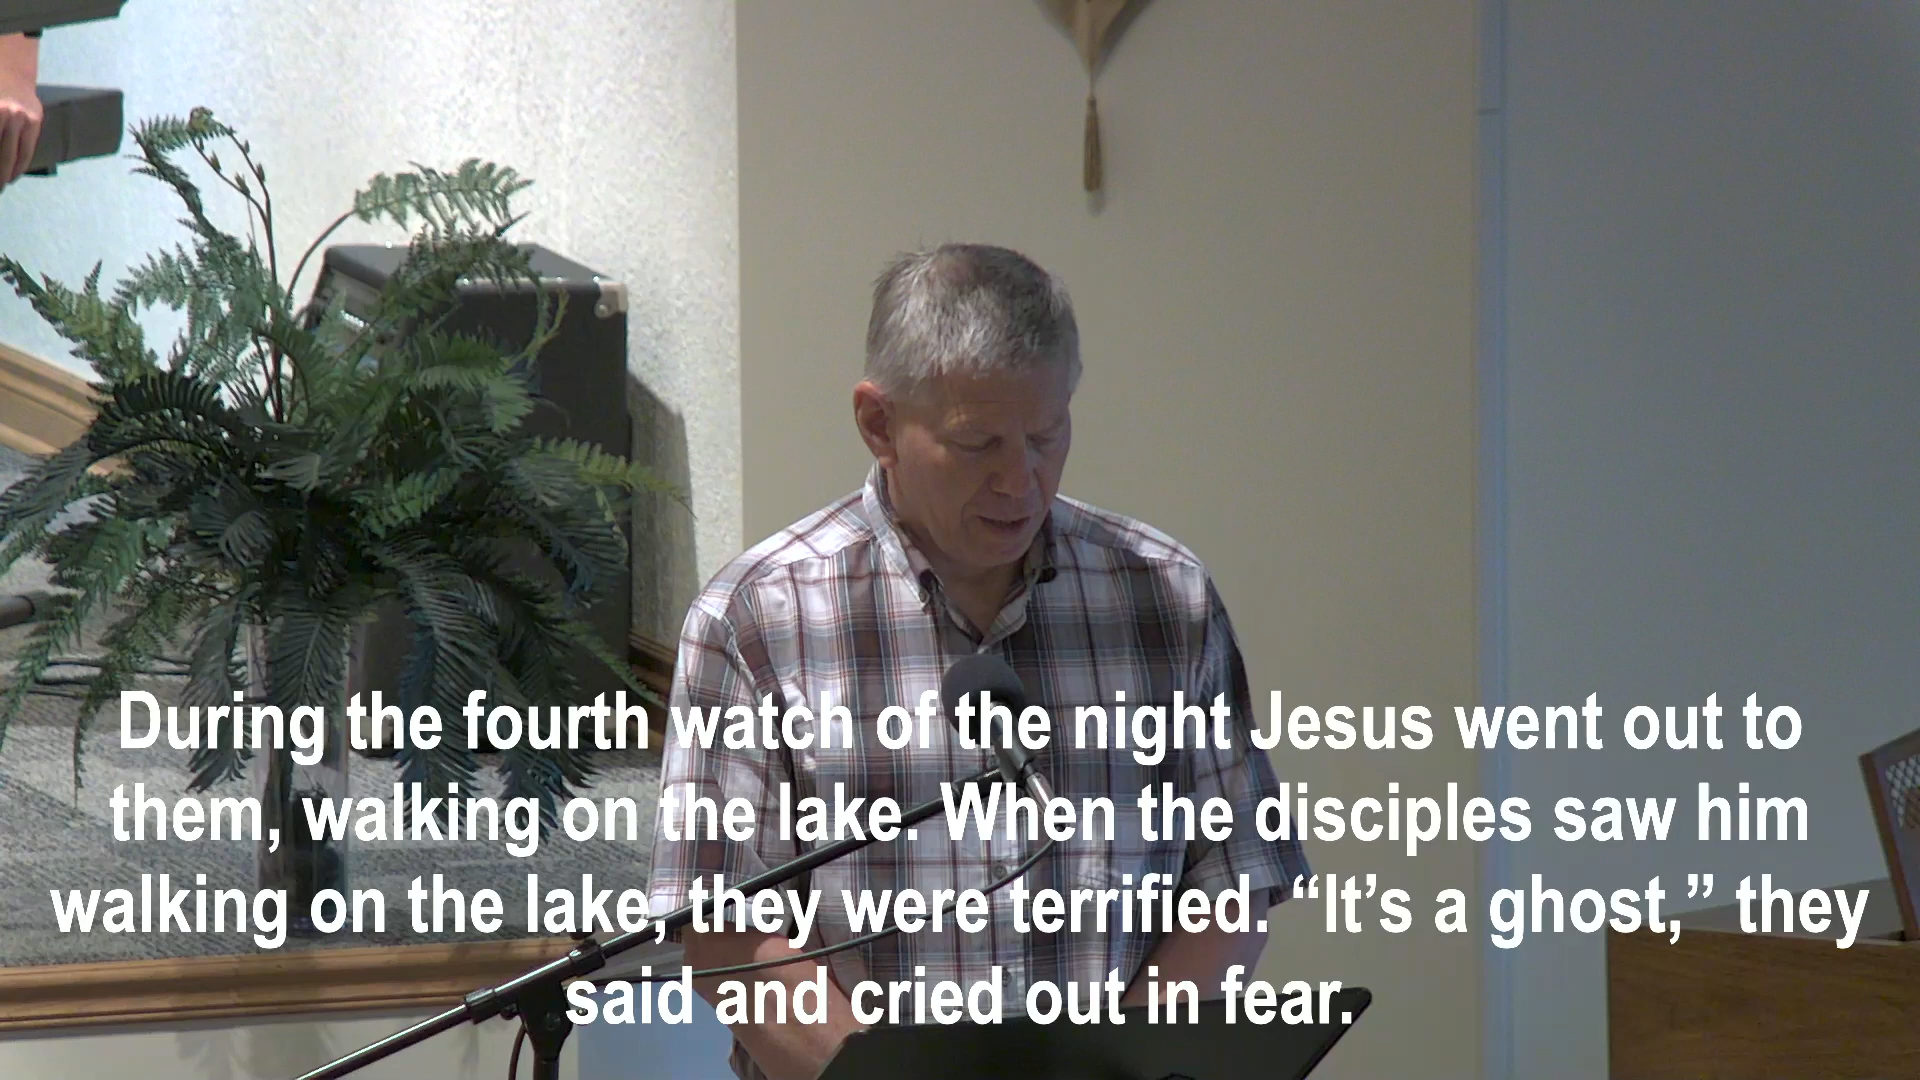 During the fourth watch of the night Jesus went out to
them, walking on the lake. When the disciples saw him
walking on the lake, they were terrified. “It’s a ghost,” they
said and cried out in fear.